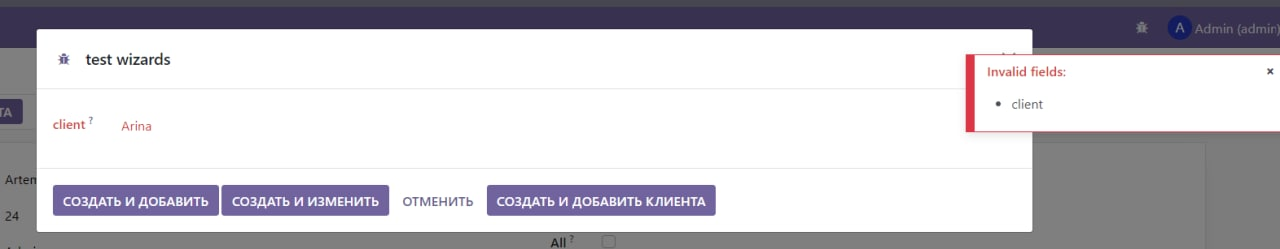 A Admin (admin)
test wizards
Invalid fields:
×
client
ТА
client ?
Arina
Artem
СОЗДАТЬ И ДОБАВИТЬ
СОЗДАТЬ И ИЗМЕНИТЬ
ОТМЕНИТЬ
СОЗДАТЬ И ДОБАВИТЬ КЛИЕНТА
24
All ?